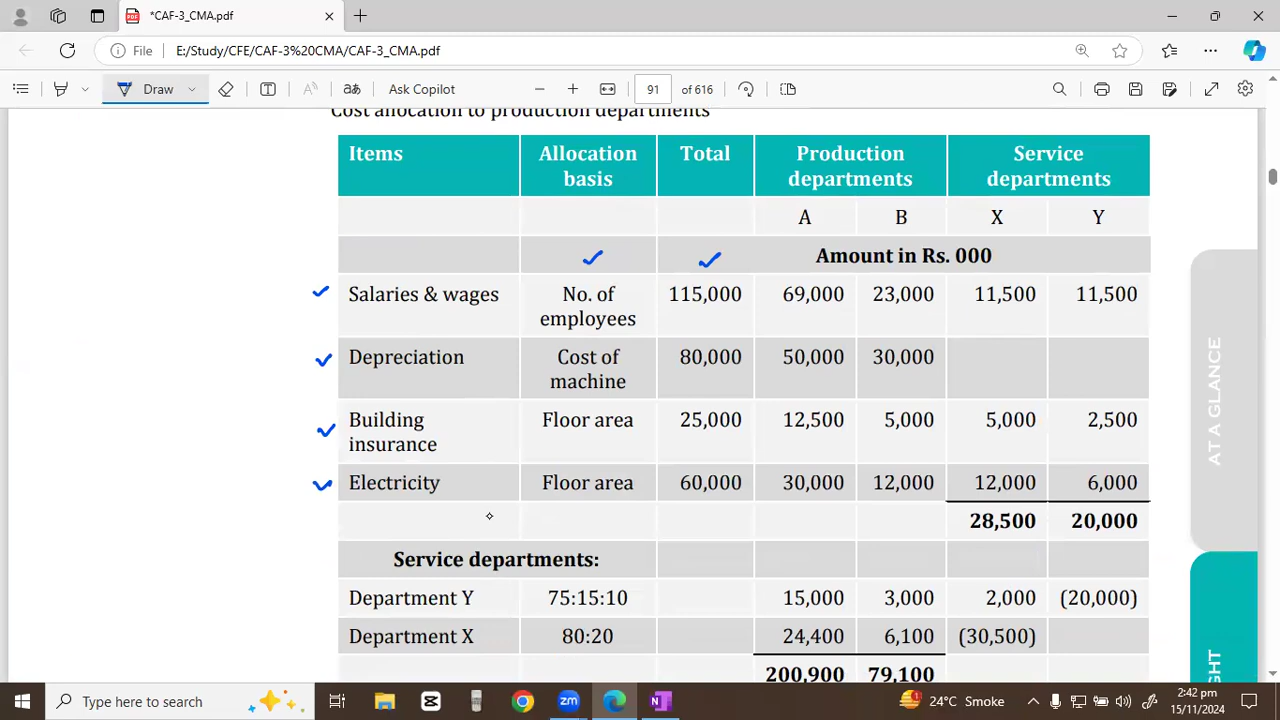 *CAF-3_CMA.pdf
File E:/Study/CFE/CAF-3%20CMA/CAF-3_CMA.pdf
Draw Ask Copilot 91 of 616
Cost allocation to production departments
Items Allocation basis Total Production departments Service departments
A B X Y
Amount in Rs. 000
Salaries & wages No. of employees 115,000 69,000 23,000 11,500 11,500
Depreciation Cost of machine 80,000 50,000 30,000
Building insurance Floor area 25,000 12,500 5,000 5,000 2,500
Electricity Floor area 60,000 30,000 12,000 12,000 6,000
28,500 20,000
Service departments:
Department Y 75:15:10 15,000 3,000 2,000 (20,000)
Department X 80:20 24,400 6,100 (30,500)
200,900 79,100
AT A GLANCE
GHT
Type here to search
zm
24°C Smoke
2:42 pm
15/11/2024